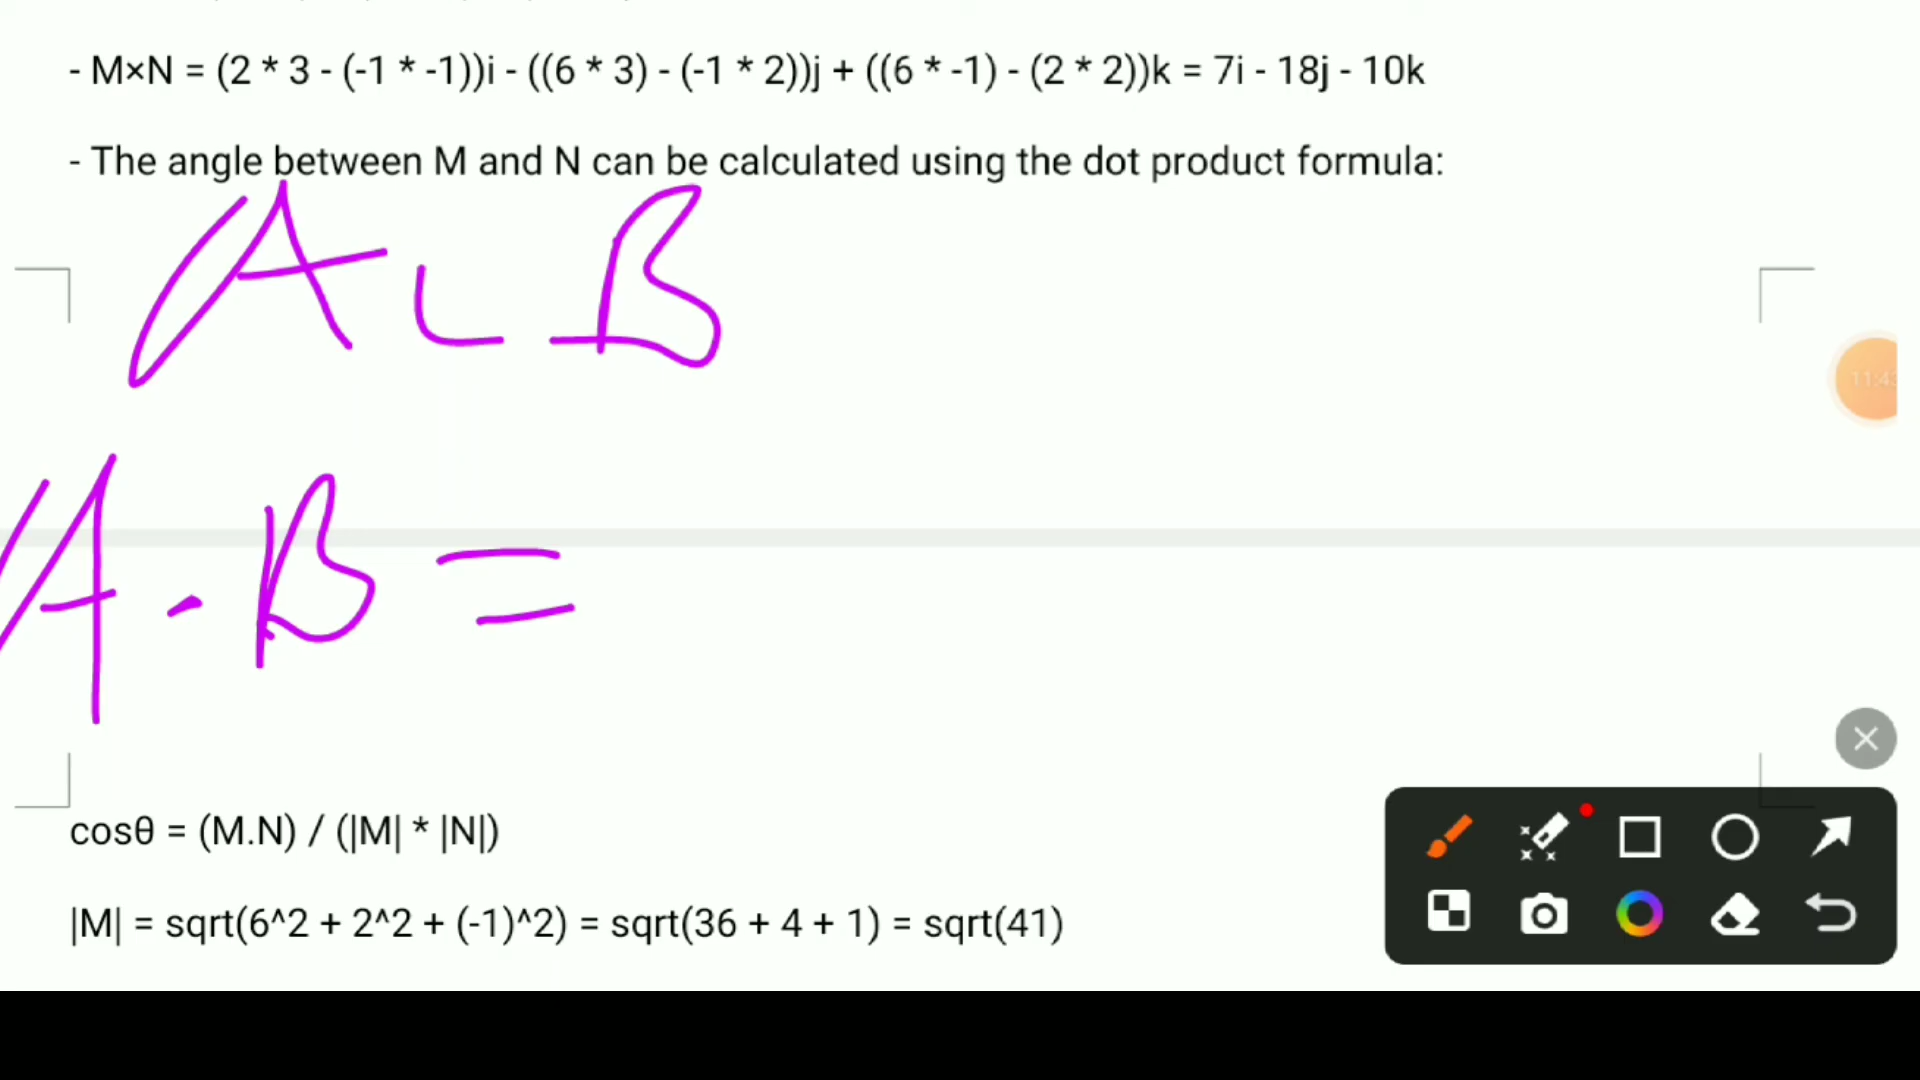 - M×N = (2 * 3 - (-1 * -1))i - ((6 * 3) - (-1 * 2))j + ((6 * -1) - (2 * 2))k = 7i - 18j - 10k
- The angle between M and N can be calculated using the dot product formula:
A B
11:43
A · B =
cosθ = (M.N) / (|M| * |N|)
|M| = sqrt(6^2 + 2^2 + (-1)^2) = sqrt(36 + 4 + 1) = sqrt(41)